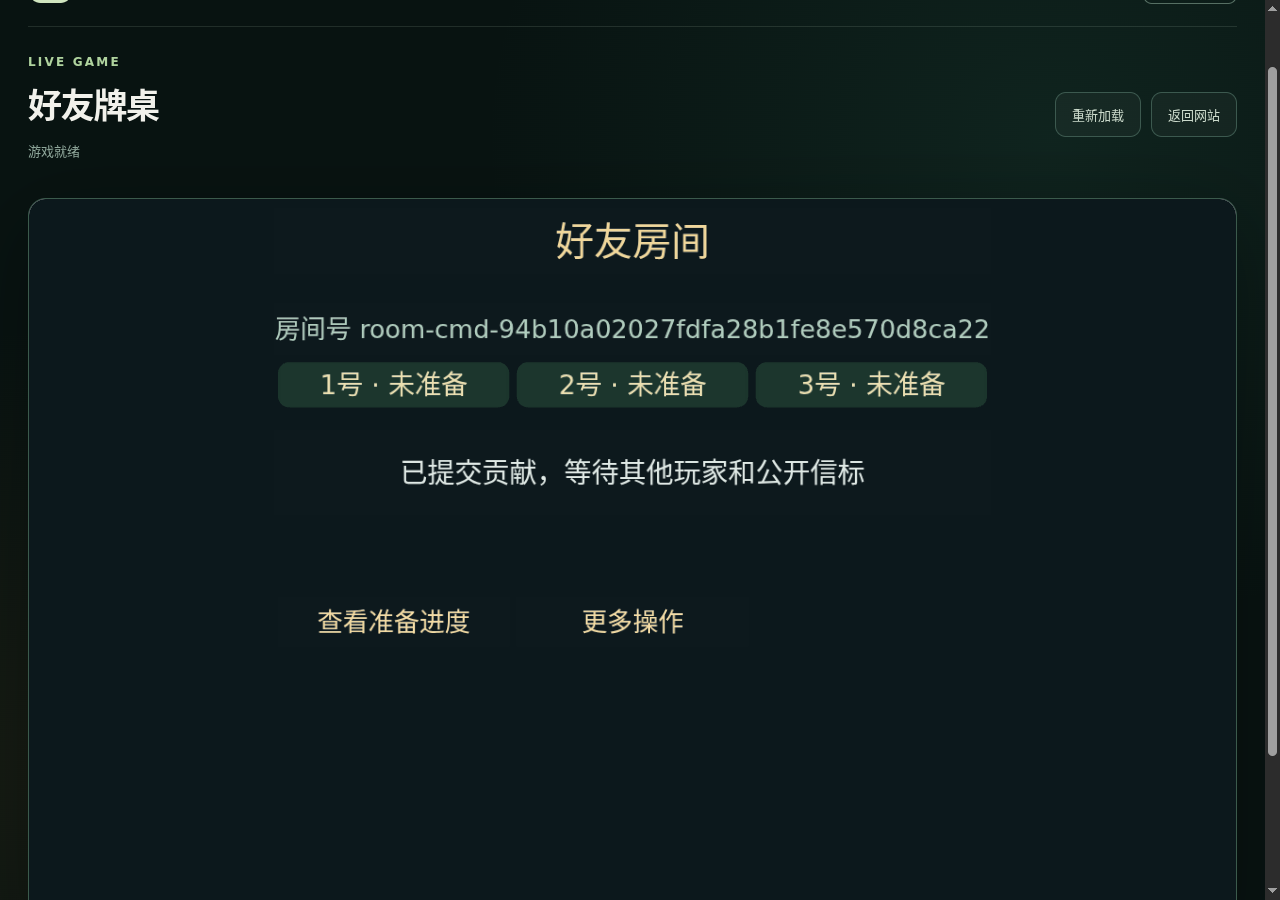 LIVE GAME
好友牌桌
重新加载 返回网站
游戏就绪
好友房间
房间号 room-cmd-94b10a02027fdfa28b1fe8e570d8ca22
1号 · 未准备 2号 · 未准备 3号 · 未准备
已提交贡献，等待其他玩家和公开信标
查看准备进度 更多操作